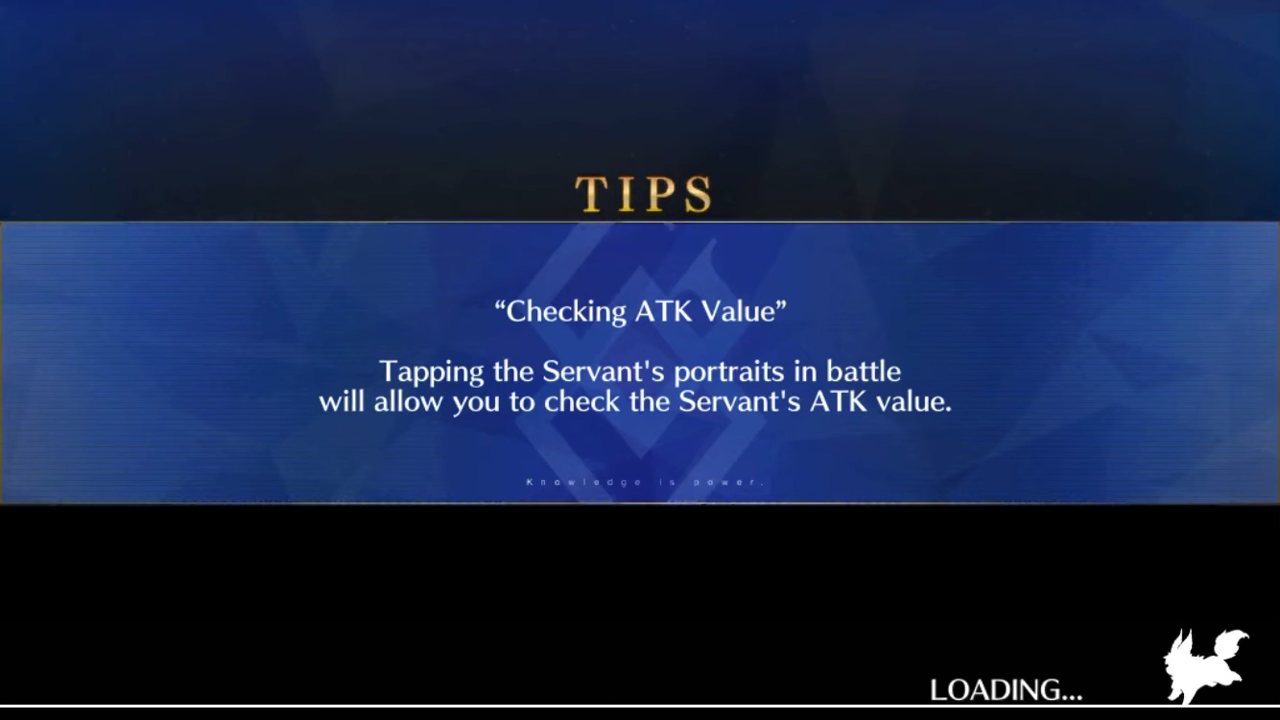 TIPS
“Checking ATK Value”
Tapping the Servant's portraits in battle
will allow you to check the Servant's ATK value.
Knowledge is power.
LOADING...